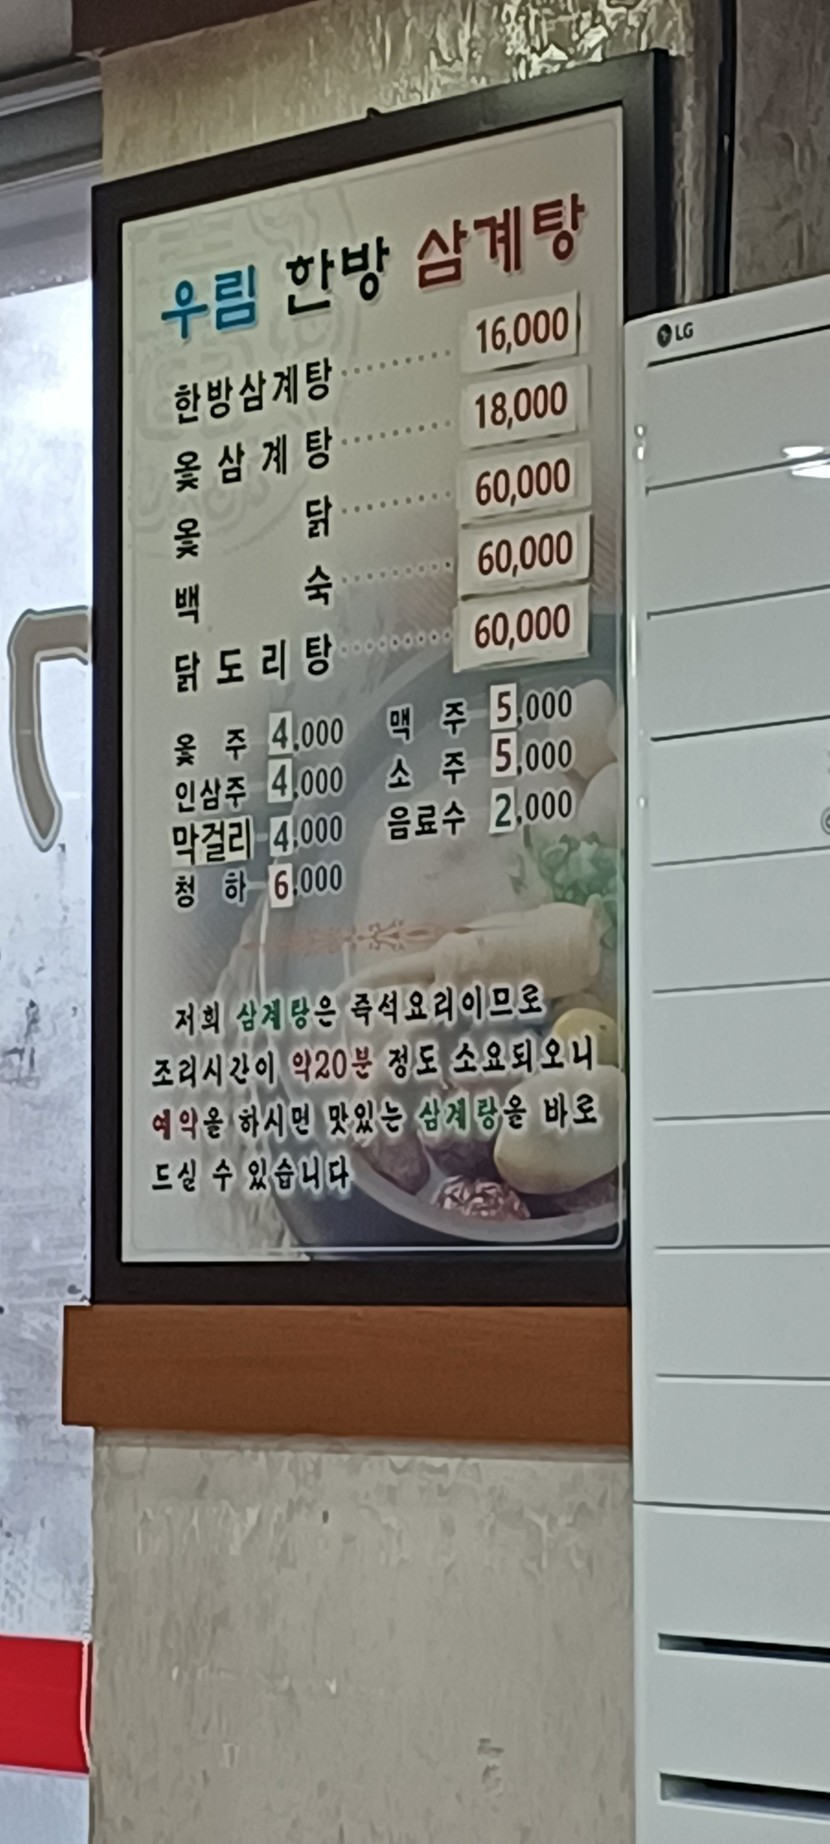 우림 한방 삼계탕
한방삼계탕 16,000
옻삼계탕 18,000
옻닭 60,000
백숙 60,000
닭도리탕 60,000
옻주 4,000 맥주 5,000
인삼주 4,000 소주 5,000
막걸리 4,000 음료수 2,000
청하 6,000
저희 삼계탕은 즉석요리이므로
조리시간이 약20분 정도 소요되오니
예약을 하시면 맛있는 삼계탕을 바로
드실 수 있습니다
LG